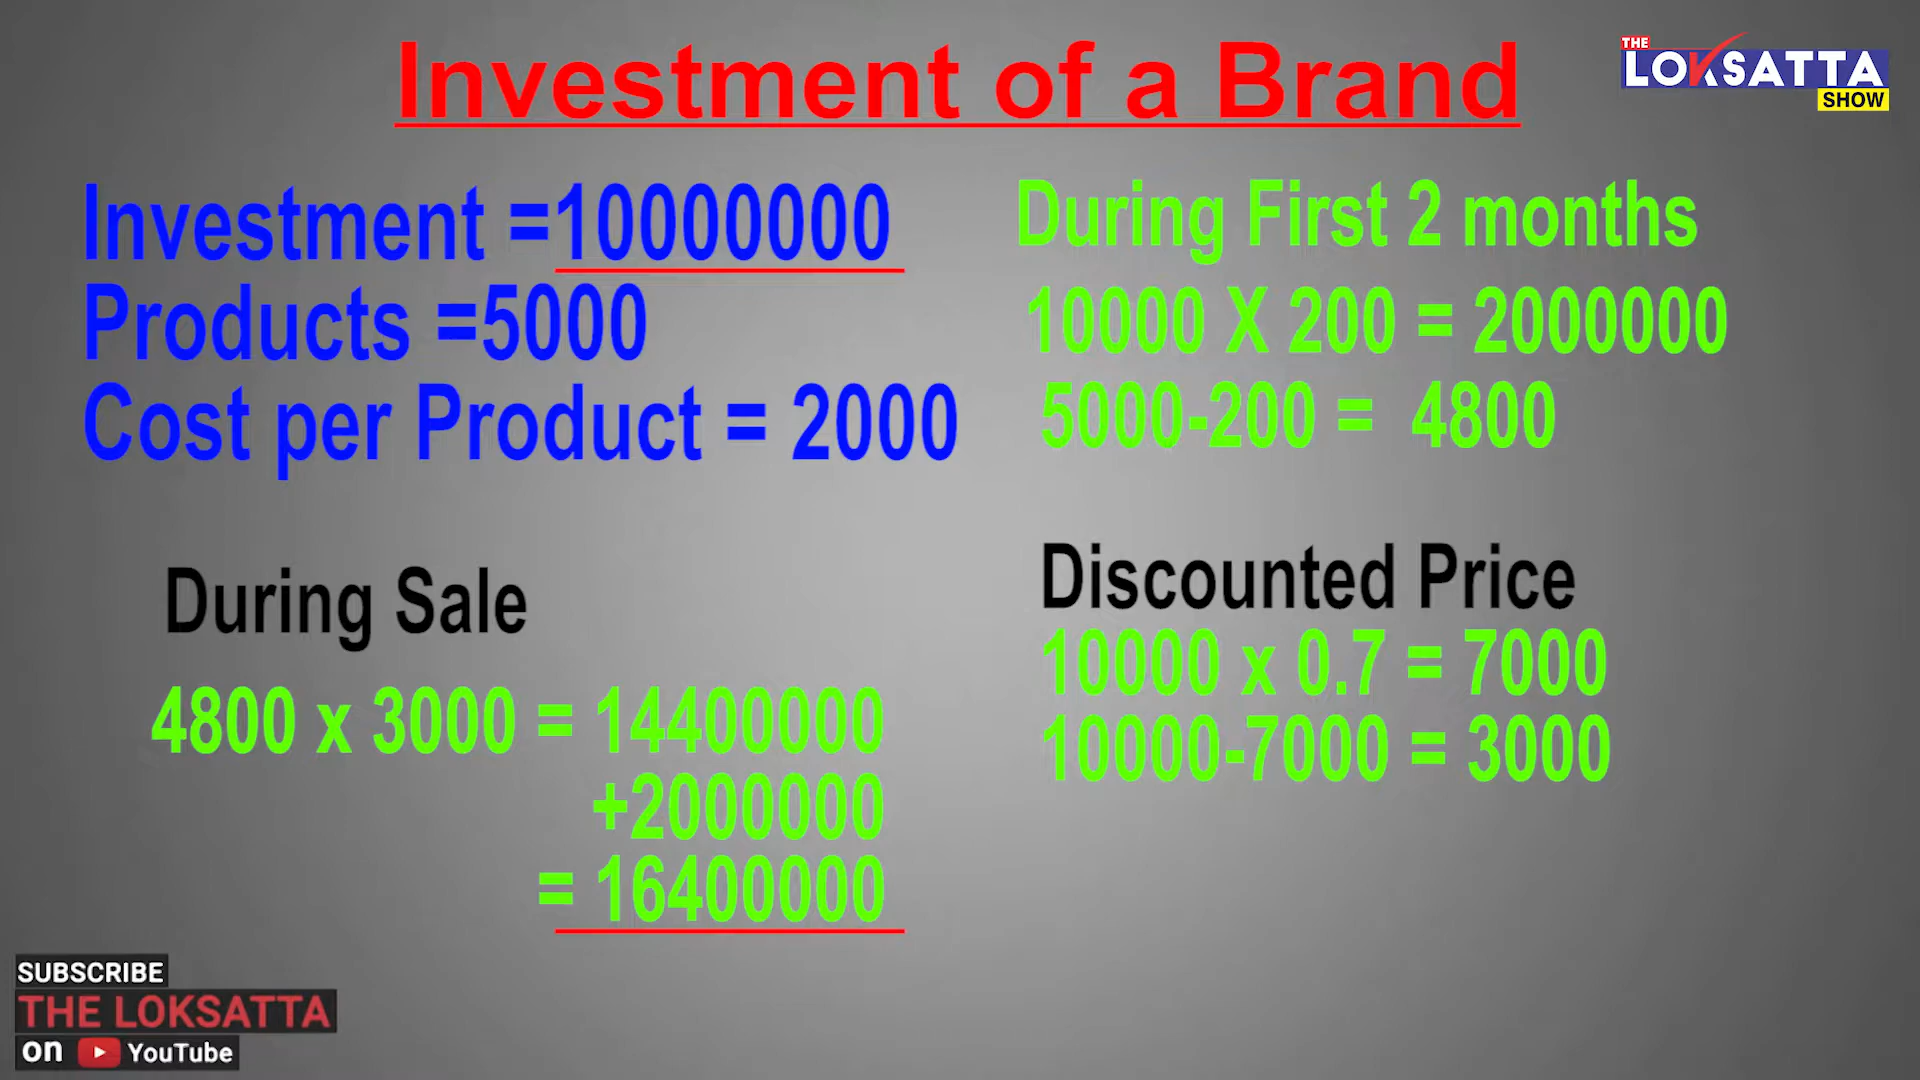 Investment of a Brand
THE
LOKSATTA
SHOW
Investment =10000000
Products =5000
Cost per Product = 2000
During First 2 months
10000 X 200 = 2000000
5000-200 = 4800
During Sale
4800 x 3000 = 14400000
+2000000
= 16400000
Discounted Price
10000 x 0.7 = 7000
10000-7000 = 3000
SUBSCRIBE
THE LOKSATTA
on YouTube